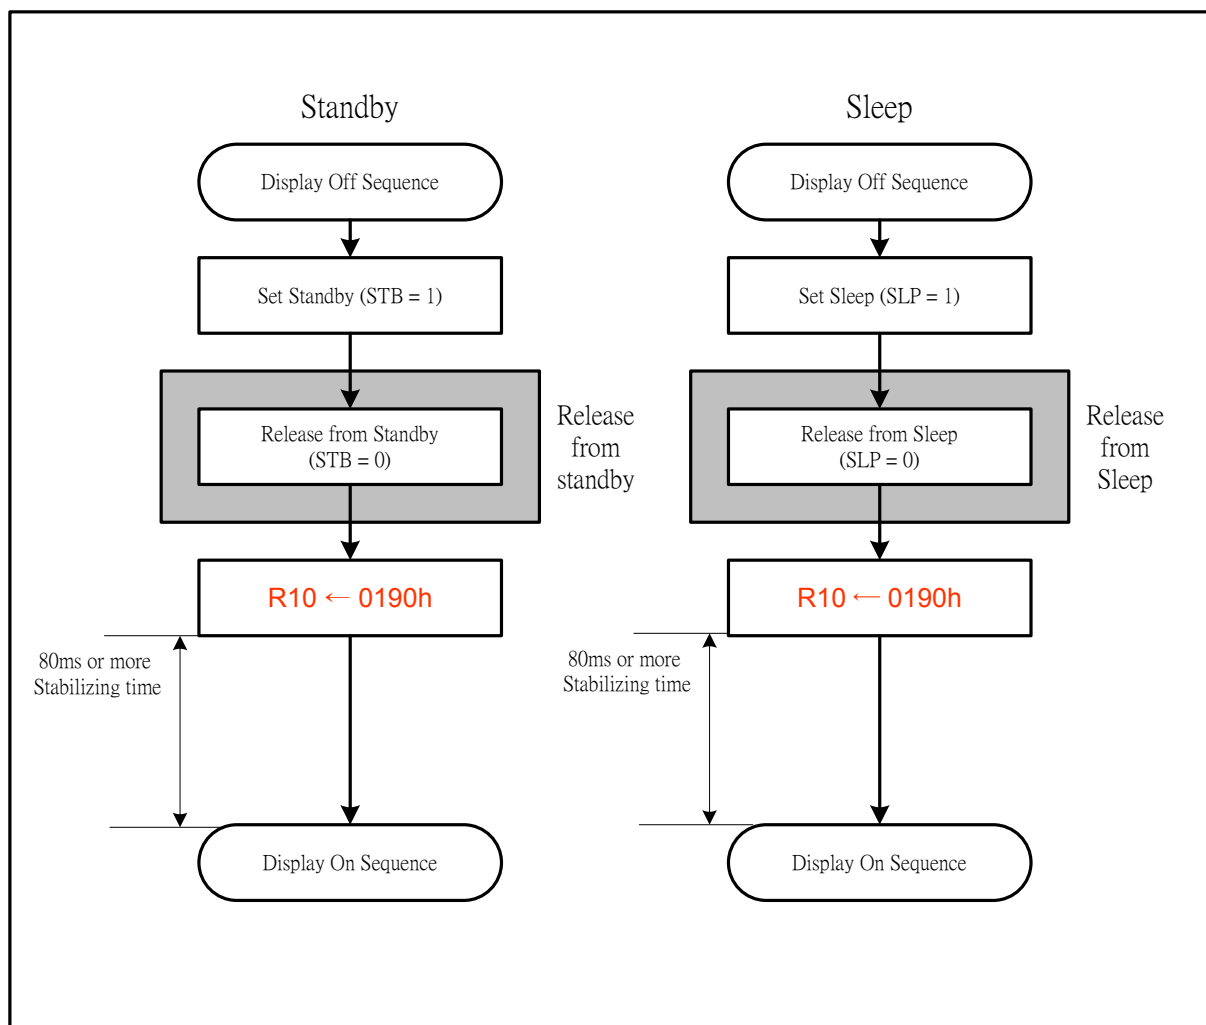 Standby
Display Off Sequence
Set Standby (STB = 1)
Release from Standby
(STB = 0)
Release
from
standby
R10 ← 0190h
80ms or more
Stabilizing time
Display On Sequence
Sleep
Display Off Sequence
Set Sleep (SLP = 1)
Release from Sleep
(SLP = 0)
Release
from
Sleep
R10 ← 0190h
80ms or more
Stabilizing time
Display On Sequence